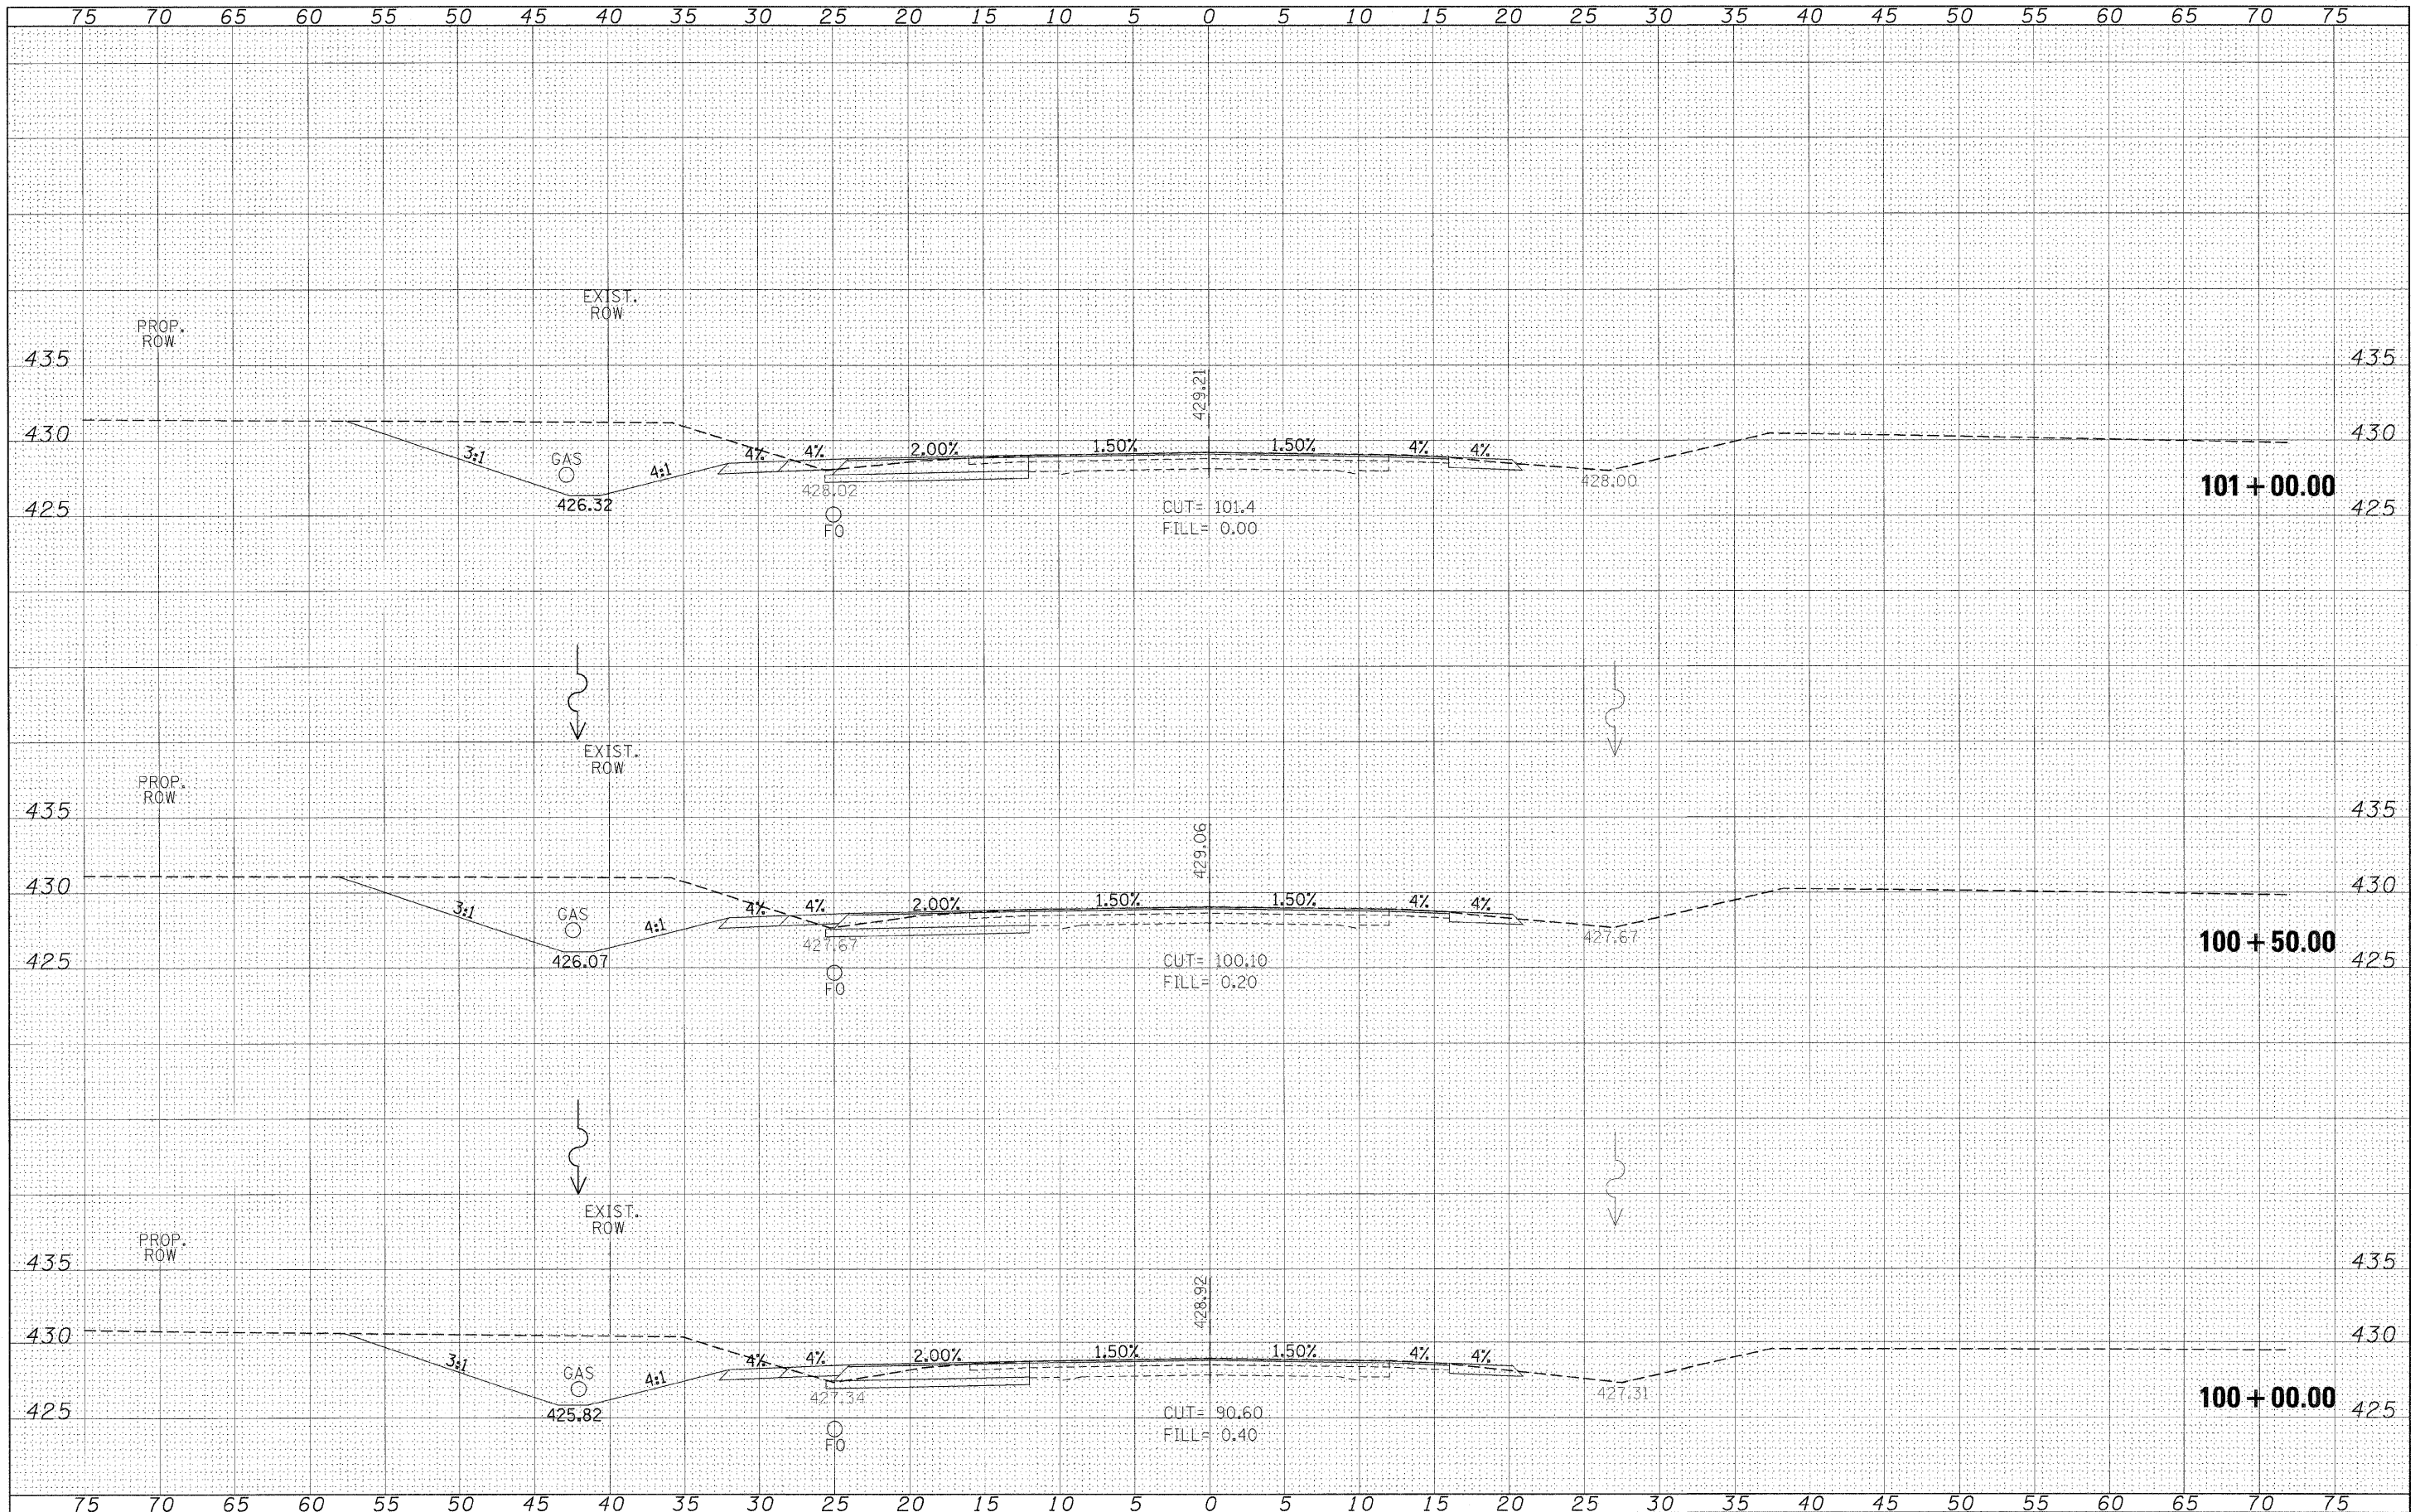 75 70 65 60 55 50 45 40 35 30 25 20 15 10 5 0 5 10 15 20 25 30 35 40 45 50 55 60 65 70 75
EXIST.
ROW
PROP.
ROW
435 435
429.21
430 430
3:1 GAS 4:1 4% 4% 2.00% 1.50% 1.50% 4% 4%
428.02 428.00
101 + 00.00
426.32
425 425
CUT= 101.4
FO
FILL= 0.00
EXIST.
ROW
PROP.
ROW
435 435
429.06
430 430
3:1 GAS 4:1 4% 4% 2.00% 1.50% 1.50% 4% 4%
427.67 427.67
100 + 50.00
426.07
425 425
CUT= 100.10
FO
FILL= 0.20
EXIST.
ROW
PROP.
ROW
435 435
428.92
430 430
3:1 GAS 4:1 4% 4% 2.00% 1.50% 1.50% 4% 4%
427.34 427.31
100 + 00.00
425.82
425 425
CUT= 90.60
FO
FILL= 0.40
75 70 65 60 55 50 45 40 35 30 25 20 15 10 5 0 5 10 15 20 25 30 35 40 45 50 55 60 65 70 75